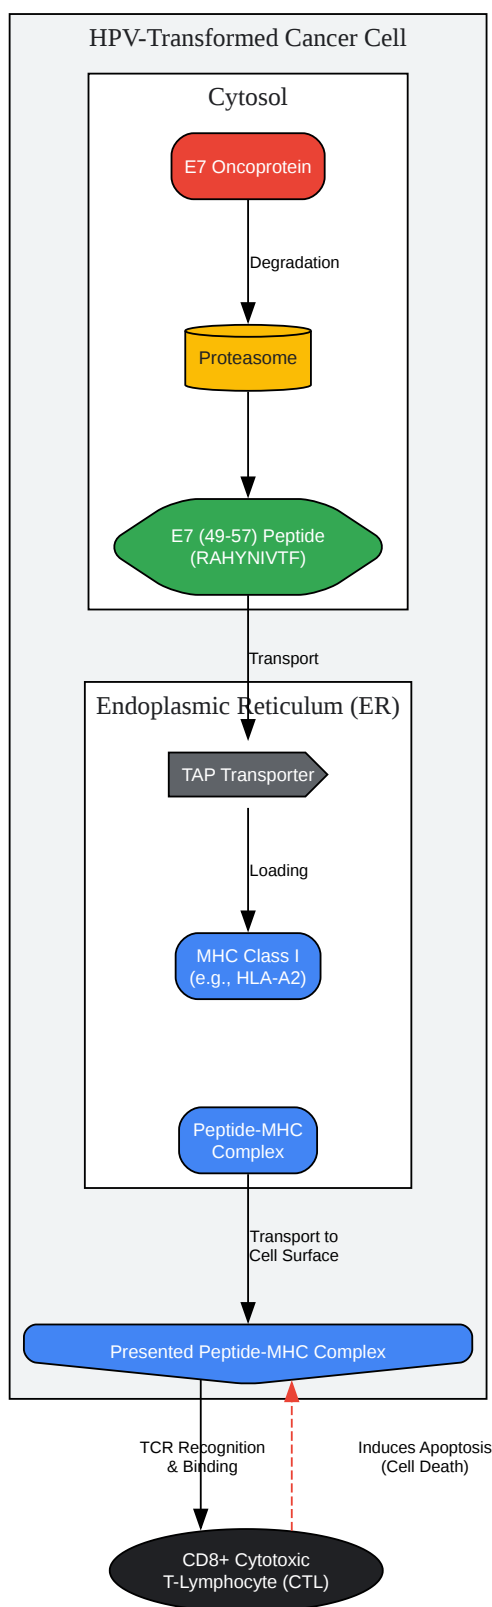 HPV-Transformed Cancer Cell
Cytosol
E7 Oncoprotein
Degradation
Proteasome
E7 (49-57) Peptide
(RAHYNIVTF)
Transport
Endoplasmic Reticulum (ER)
TAP Transporter
Loading
MHC Class I
(e.g., HLA-A2)
Peptide-MHC
Complex
Transport to
Cell Surface
Presented Peptide-MHC Complex
TCR Recognition
& Binding
Induces Apoptosis
(Cell Death)
CD8+ Cytotoxic
T-Lymphocyte (CTL)